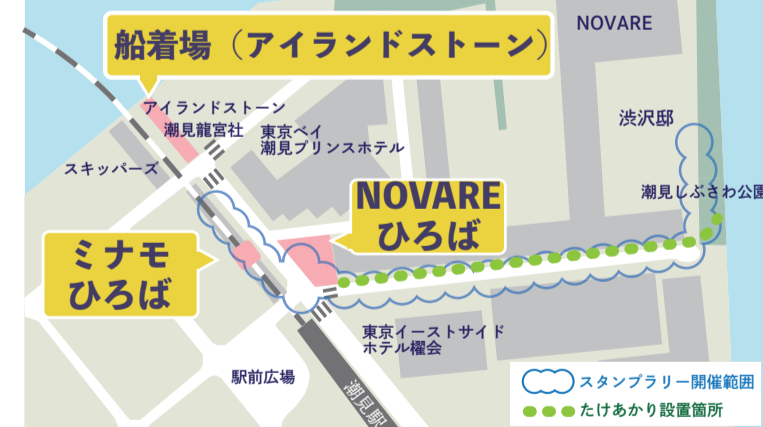 NOVARE
船着場（アイランドストーン）
アイランドストーン
潮見龍宮社
東京ベイ
潮見プリンスホテル
渋沢邸
スキッパーズ
潮見しぶさわ公園
NOVARE
ひろば
ミナモ
ひろば
東京イーストサイド
ホテル櫂会
駅前広場
潮見駅
スタンプラリー開催範囲
たけあかり設置箇所